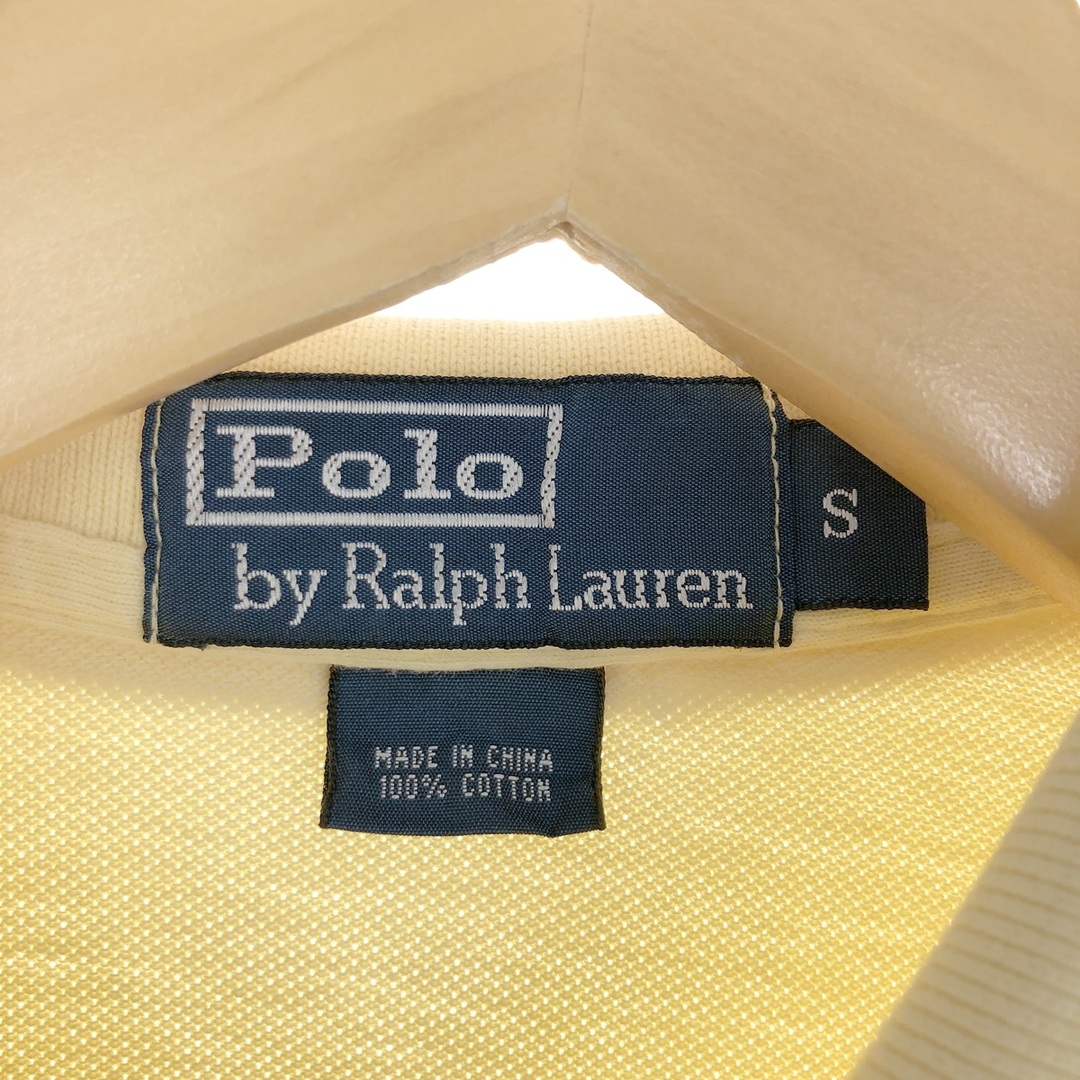 Polo
by Ralph Lauren
S
MADE IN CHINA
100% COTTON